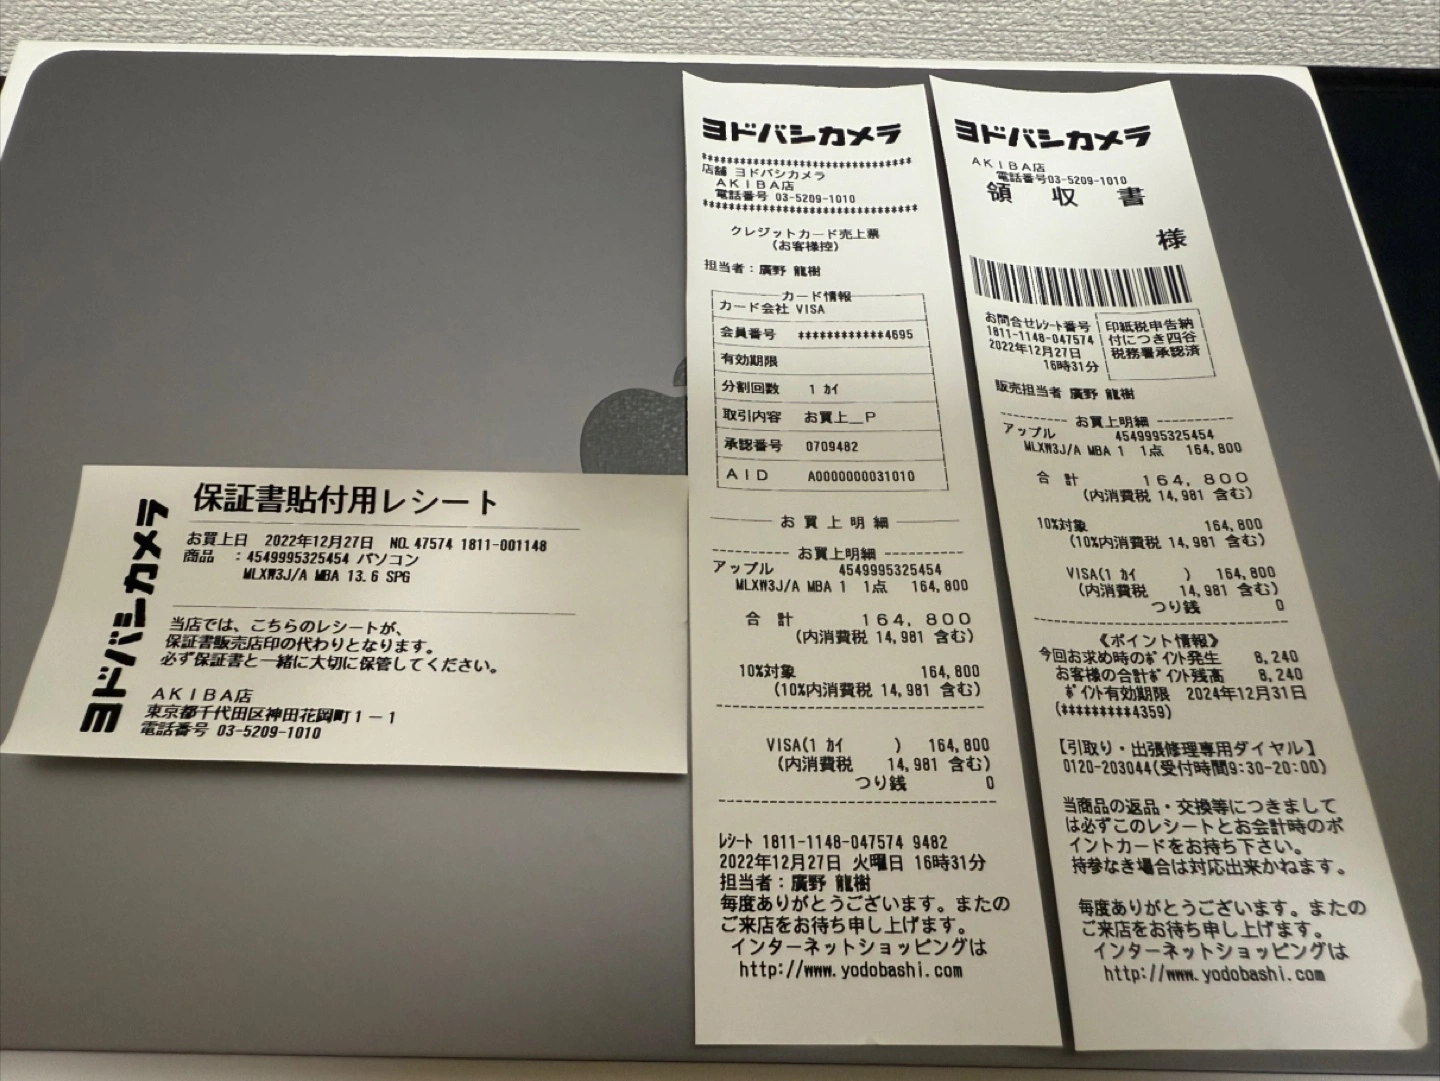 ヨドバシカメラ
保証書貼付用レシート
お買上日 2022年12月27日 NO. 47574 1811-001148
商品 :4549995325454 パソコン
MLXW3J/A MBA 13.6 SPG
当店では、こちらのレシートが、
保証書販売店印の代わりとなります。
必ず保証書と一緒に大切に保管してください。
AKIBA店
東京都千代田区神田花岡町1-1
電話番号 03-5209-1010
ヨドバシカメラ
********************************
店舗 ヨドバシカメラ
AKIBA店
電話番号 03-5209-1010
********************************
クレジットカード売上票
(お客様控)
担当者:廣野 龍樹
カード情報
カード会社 VISA
会員番号 ************4695
有効期限
分割回数 1 カイ
取引内容 お買上__P
承認番号 0709482
AID A0000000031010
お買上明細
---------- お買上明細 ----------
アップル 4549995325454
MLXW3J/A MBA 1 1点 164,800
合計 164,800
(内消費税 14,981 含む)
10%対象 164,800
(10%内消費税 14,981 含む)
VISA(1 カイ ) 164,800
(内消費税 14,981 含む)
つり銭 0
レシート 1811-1148-047574 9482
2022年12月27日 火曜日 16時31分
担当者:廣野 龍樹
毎度ありがとうございます。またの
ご来店をお待ち申し上げます。
インターネットショッピングは
http://www.yodobashi.com
ヨドバシカメラ
AKIBA店
電話番号03-5209-1010
領収書
様
お問合せレシート番号
1811-1148-047574
2022年12月27日
16時31分
印紙税申告納
付につき四谷
税務署承認済
販売担当者 廣野 龍樹
---------- お買上明細 ----------
アップル 4549995325454
MLXW3J/A MBA 1 1点 164,800
合計 164,800
(内消費税 14,981 含む)
10%対象 164,800
(10%内消費税 14,981 含む)
VISA(1 カイ ) 164,800
(内消費税 14,981 含む)
つり銭 0
《ポイント情報》
今回お求め時のポイント発生 8,240
お客様の合計ポイント残高 8,240
ポイント有効期限 2024年12月31日
(*********4359)
【引取り・出張修理専用ダイヤル】
0120-203044(受付時間9:30-20:00)
当商品の返品・交換等につきまして
は必ずこのレシートとお会計時のポ
イントカードをお持ち下さい。
持参なき場合は対応出来かねます。
毎度ありがとうございます。またの
ご来店をお待ち申し上げます。
インターネットショッピングは
http://www.yodobashi.com